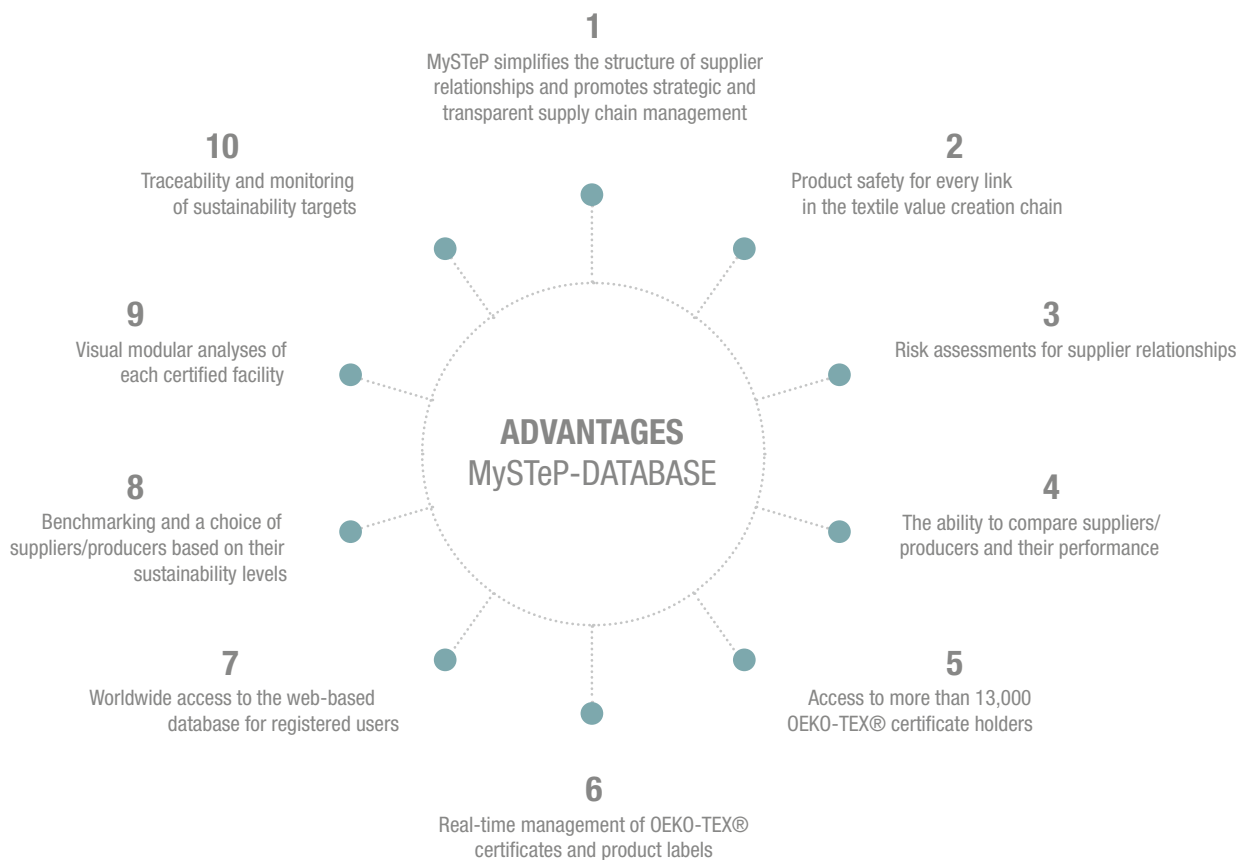 1
MySTeP simplifies the structure of supplier
relationships and promotes strategic and
transparent supply chain management
2
Product safety for every link
in the textile value creation chain
3
Risk assessments for supplier relationships
4
The ability to compare suppliers/
producers and their performance
5
Access to more than 13,000
OEKO-TEX® certificate holders
6
Real-time management of OEKO-TEX®
certificates and product labels
7
Worldwide access to the web-based
database for registered users
8
Benchmarking and a choice of
suppliers/producers based on their
sustainability levels
9
Visual modular analyses of
each certified facility
10
Traceability and monitoring
of sustainability targets
ADVANTAGES
MySTeP-DATABASE